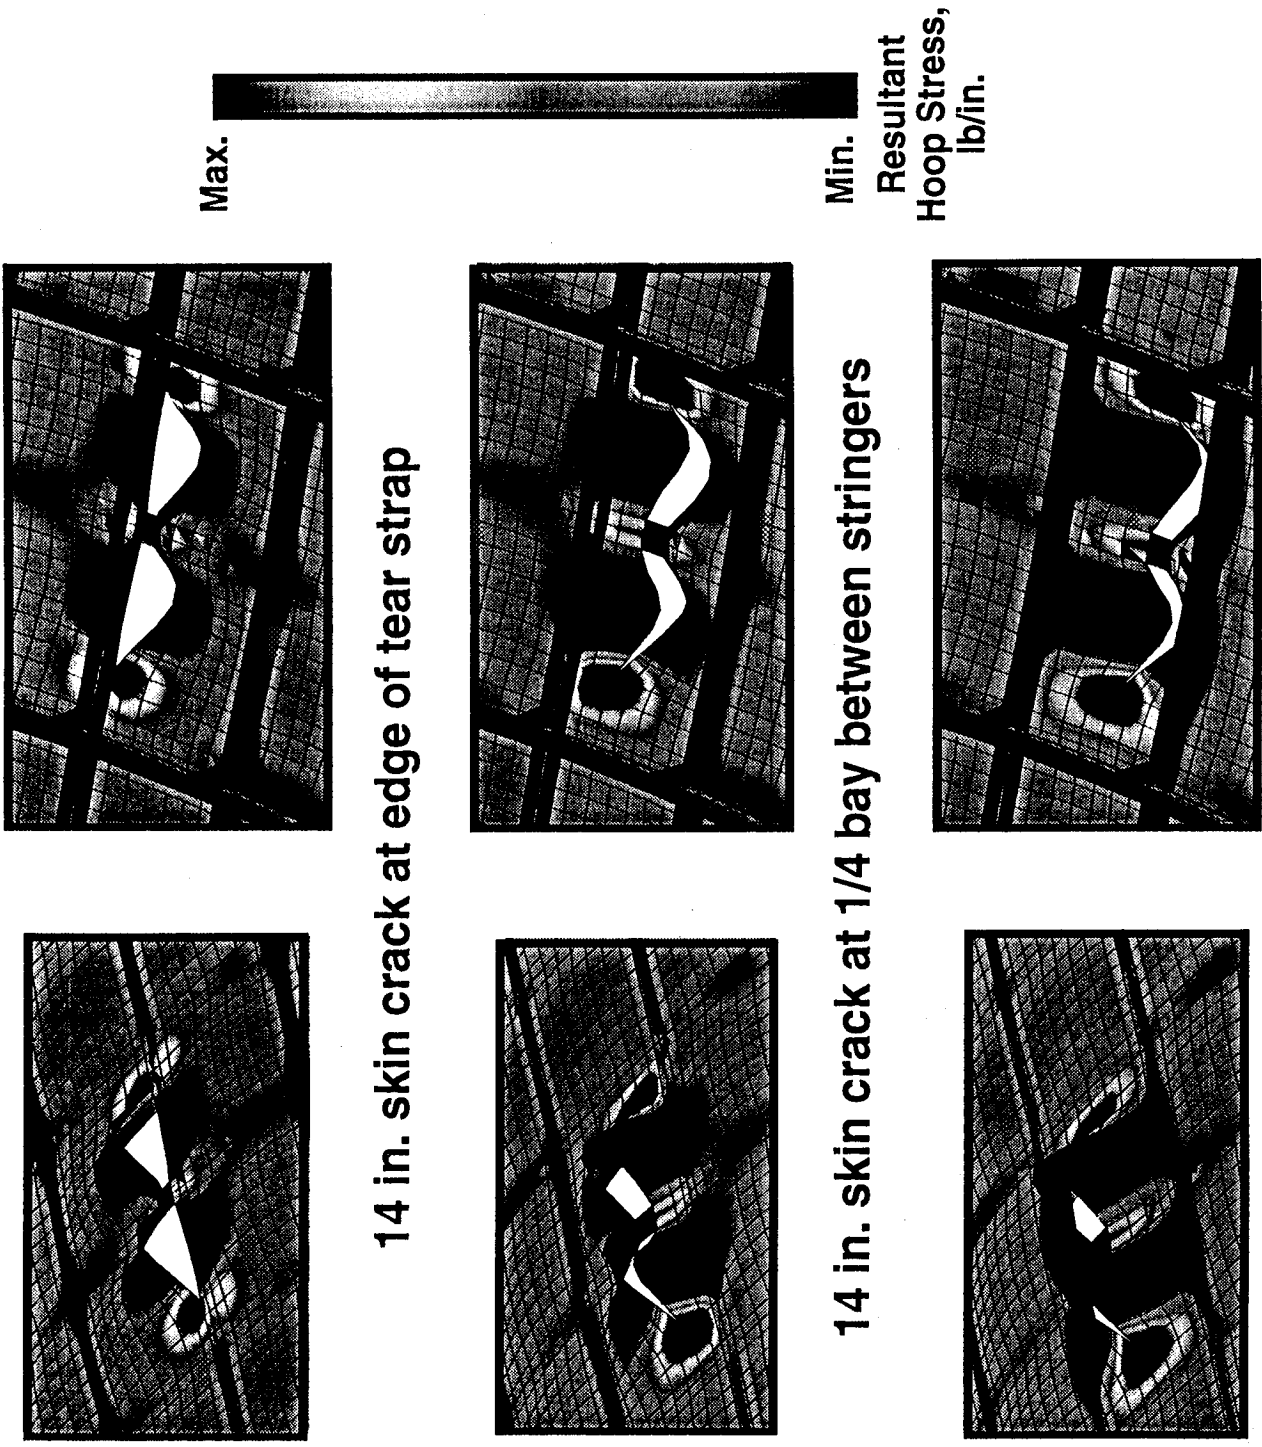 Max.
Min.
Resultant
Hoop Stress,
lb/in.
14 in. skin crack at edge of tear strap
14 in. skin crack at 1/4 bay between stringers